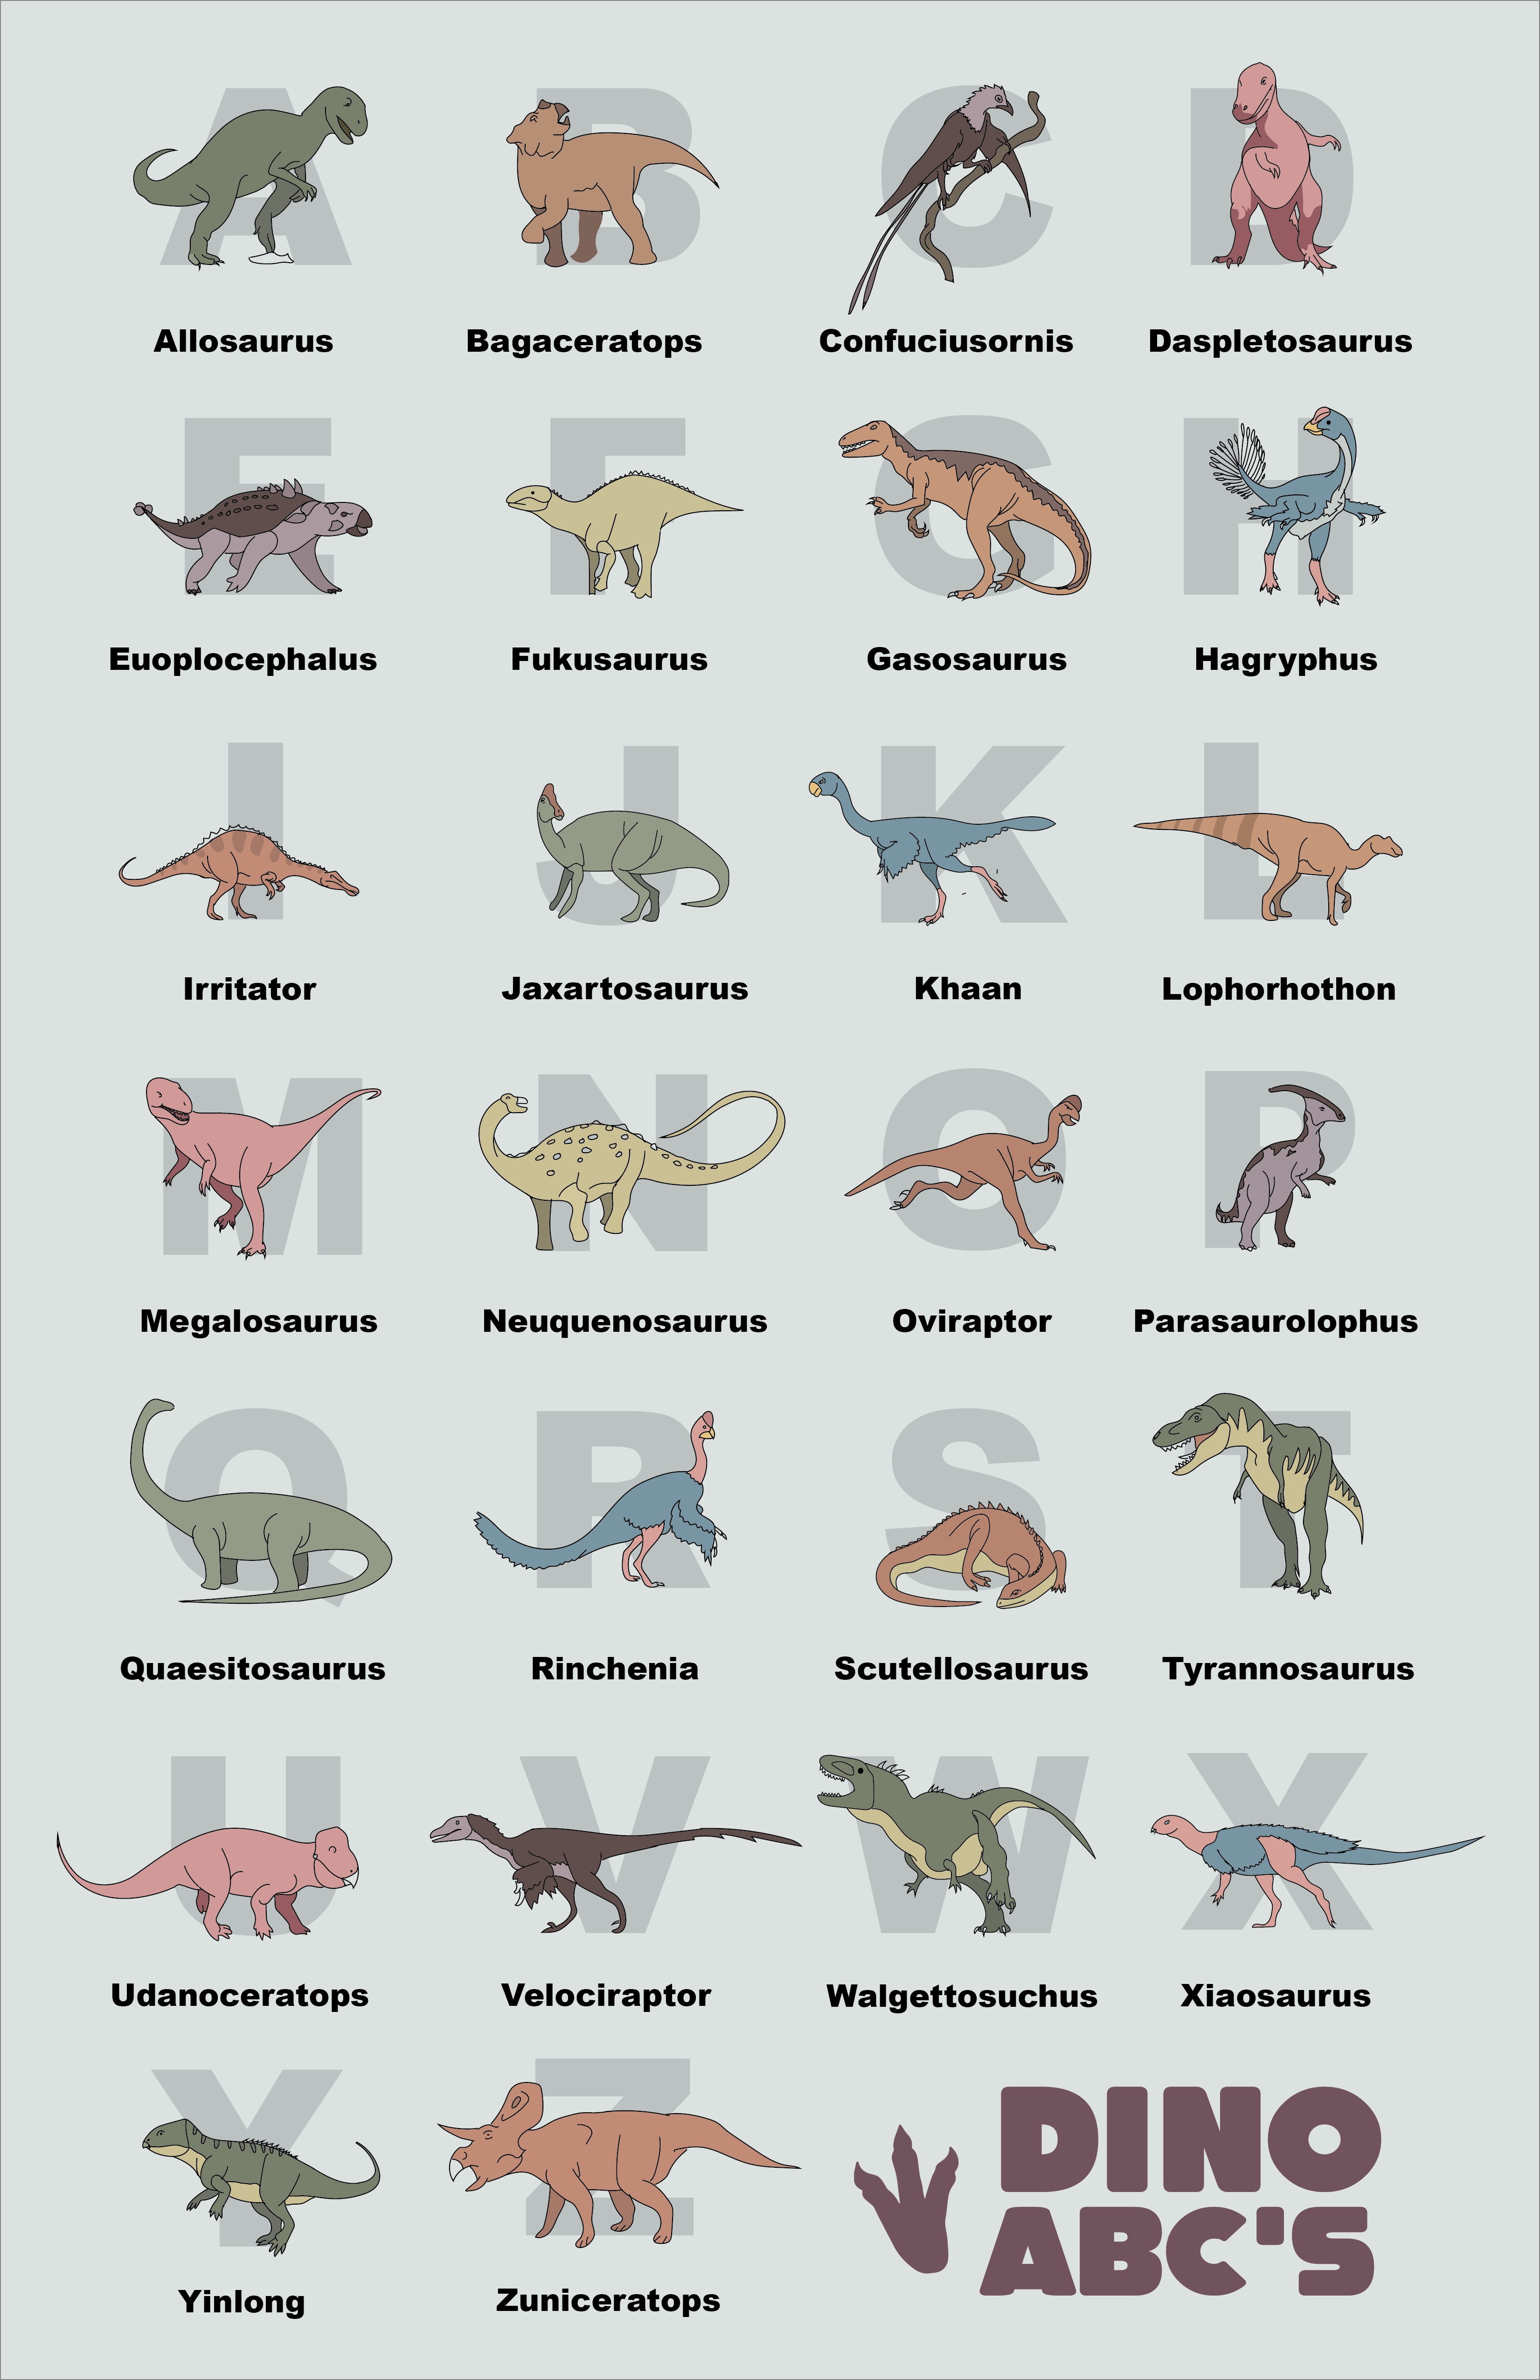 A
B
C
D
Allosaurus
Bagaceratops
Confuciusornis
Daspletosaurus
E
F
G
H
Euoplocephalus
Fukusaurus
Gasosaurus
Hagryphus
I
J
K
L
Irritator
Jaxartosaurus
Khaan
Lophorhothon
M
N
O
P
Megalosaurus
Neuquenosaurus
Oviraptor
Parasaurolophus
Q
R
S
T
Quaesitosaurus
Rinchenia
Scutellosaurus
Tyrannosaurus
U
V
W
X
Udanoceratops
Velociraptor
Walgettosuchus
Xiaosaurus
Y
Z
Yinlong
Zuniceratops
DINO
ABC'S